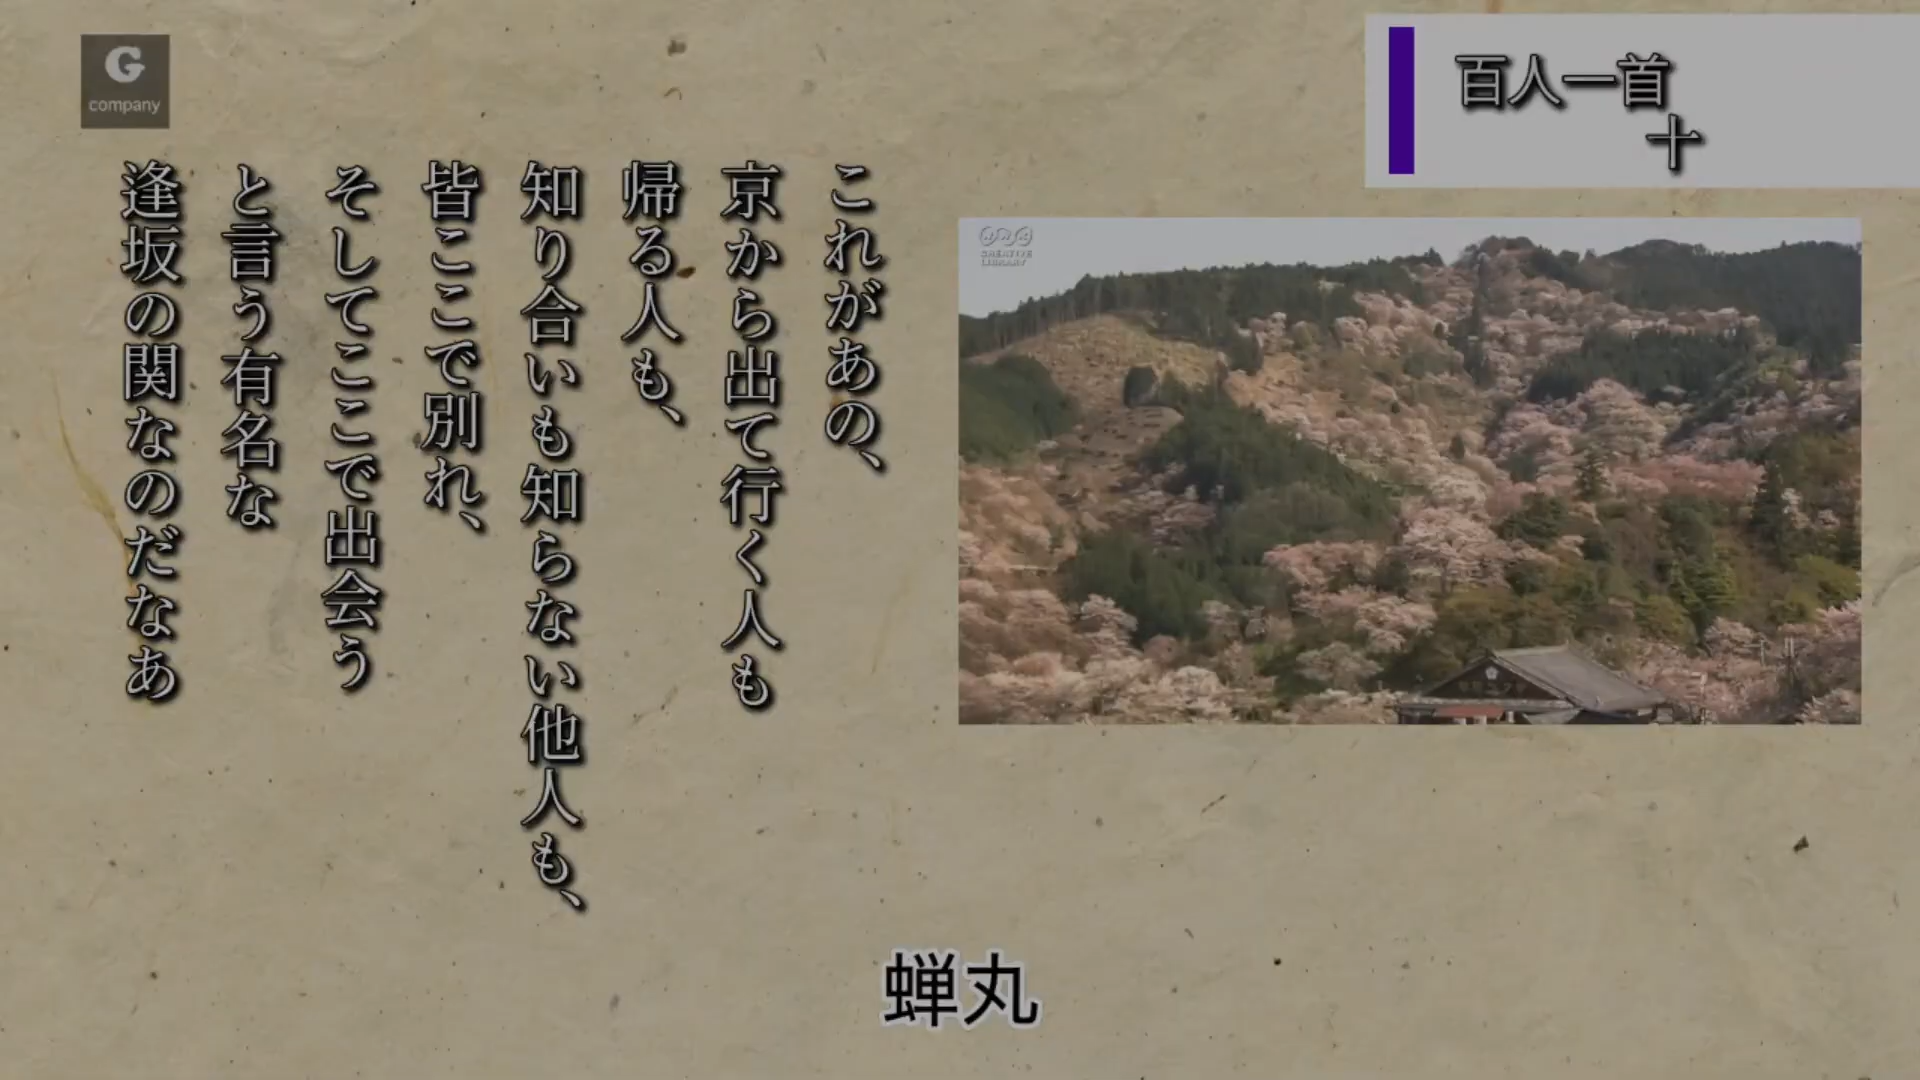 G
company
百人一首
十
NHK
CREATIVE
LIBRARY
これがあの、
京から出て行く人も
帰る人も、
知り合いも知らない他人も、
皆ここで別れ、
そしてここで出会う
と言う有名な
逢坂の関なのだなあ
蝉丸